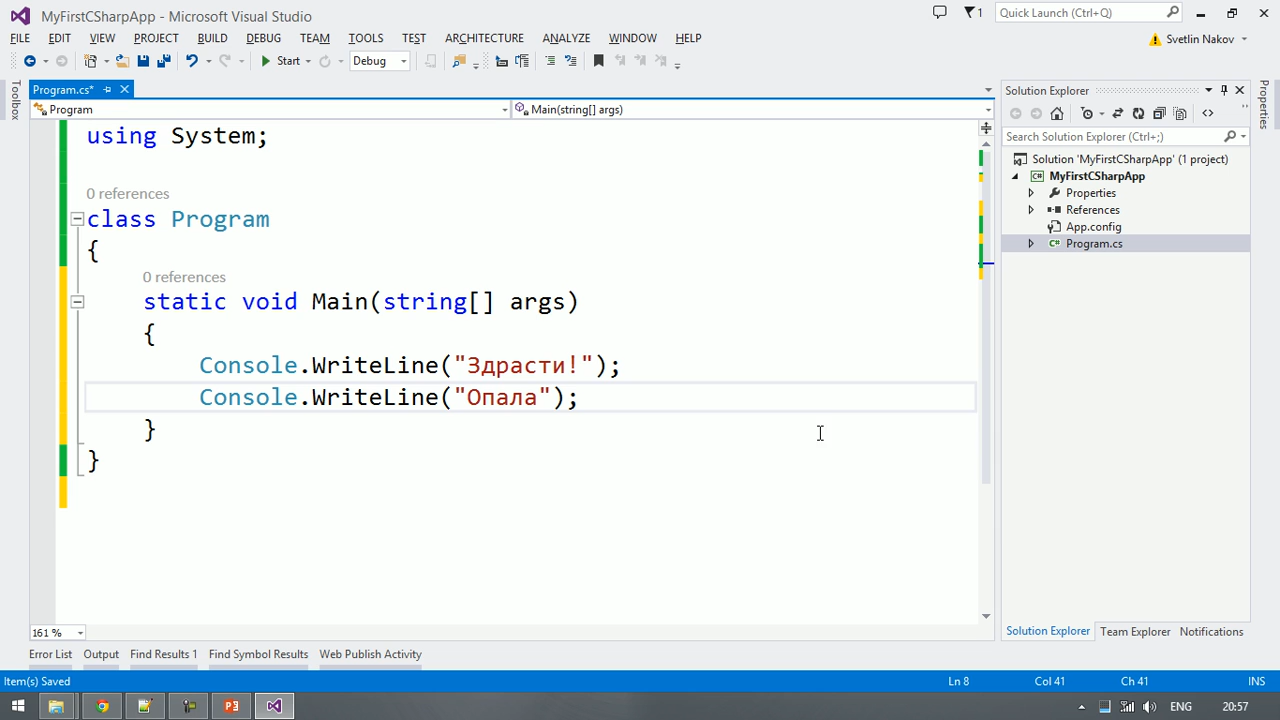 MyFirstCSharpApp - Microsoft Visual Studio
1
Quick Launch (Ctrl+Q)
FILE EDIT VIEW PROJECT BUILD DEBUG TEAM TOOLS TEST ARCHITECTURE ANALYZE WINDOW HELP
Svetlin Nakov
Start
Debug
Toolbox
Program.cs*
Program
Main(string[] args)
using System;
0 references
class Program
{
0 references
static void Main(string[] args)
{
Console.WriteLine("Здрасти!");
Console.WriteLine("Опала");
}
}
161 %
Solution Explorer
Search Solution Explorer (Ctrl+;)
Solution 'MyFirstCSharpApp' (1 project)
C# MyFirstCSharpApp
Properties
References
App.config
C# Program.cs
Solution Explorer Team Explorer Notifications
Properties
Error List Output Find Results 1 Find Symbol Results Web Publish Activity
Item(s) Saved Ln 8 Col 41 Ch 41 INS
ENG 20:57